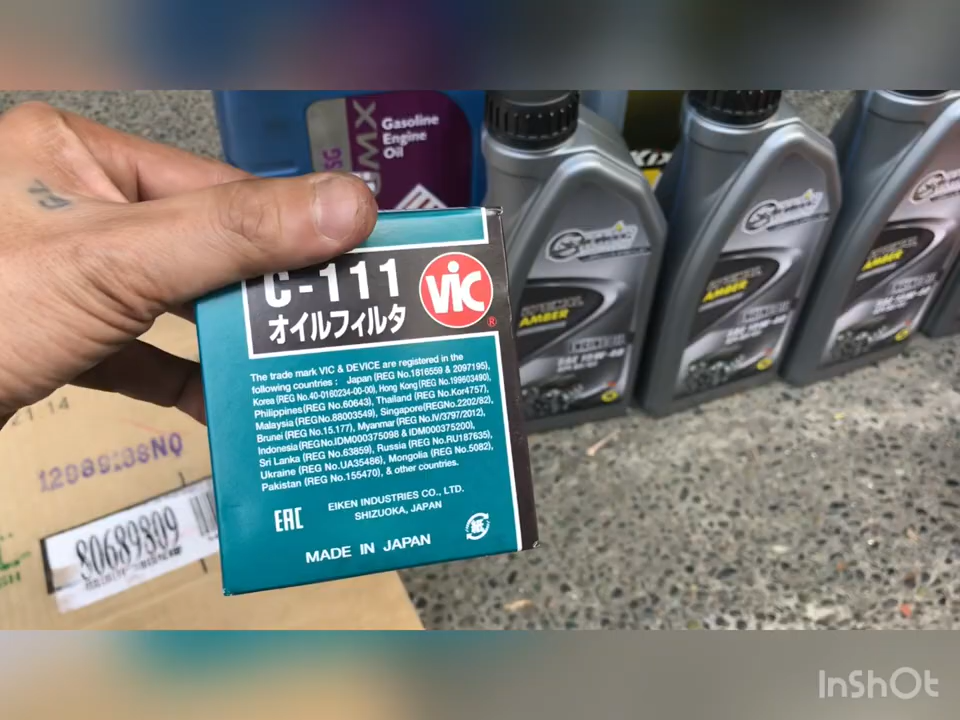 Gasoline
Engine
Oil
SG
C-111
オイルフィルタ
ViC
®
The trade mark VIC & DEVICE are registered in the
following countries : Japan (REG No.1816559 & 2097195),
Korea (REG No.40-0160234-00-00), Hong Kong (REG No.199603490),
Philippines (REG No.60643), Thailand (REG No.Kor4757),
Malaysia (REG No.88003549), Singapore (REG No.2202/82),
Brunei (REG No.15.177), Myanmar (REG No.IV/3797/2012),
Indonesia (REG No.IDM000375098 & IDM000375200),
Sri Lanka (REG No.63859), Russia (REG No.RU187635),
Ukraine (REG No.UA35486), Mongolia (REG No.5082),
Pakistan (REG No.155470), & other countries.
EIKEN INDUSTRIES CO., LTD.
SHIZUOKA, JAPAN
EAC
MADE IN JAPAN
AMBER
AMBER
AMBER
80689809
InShOt